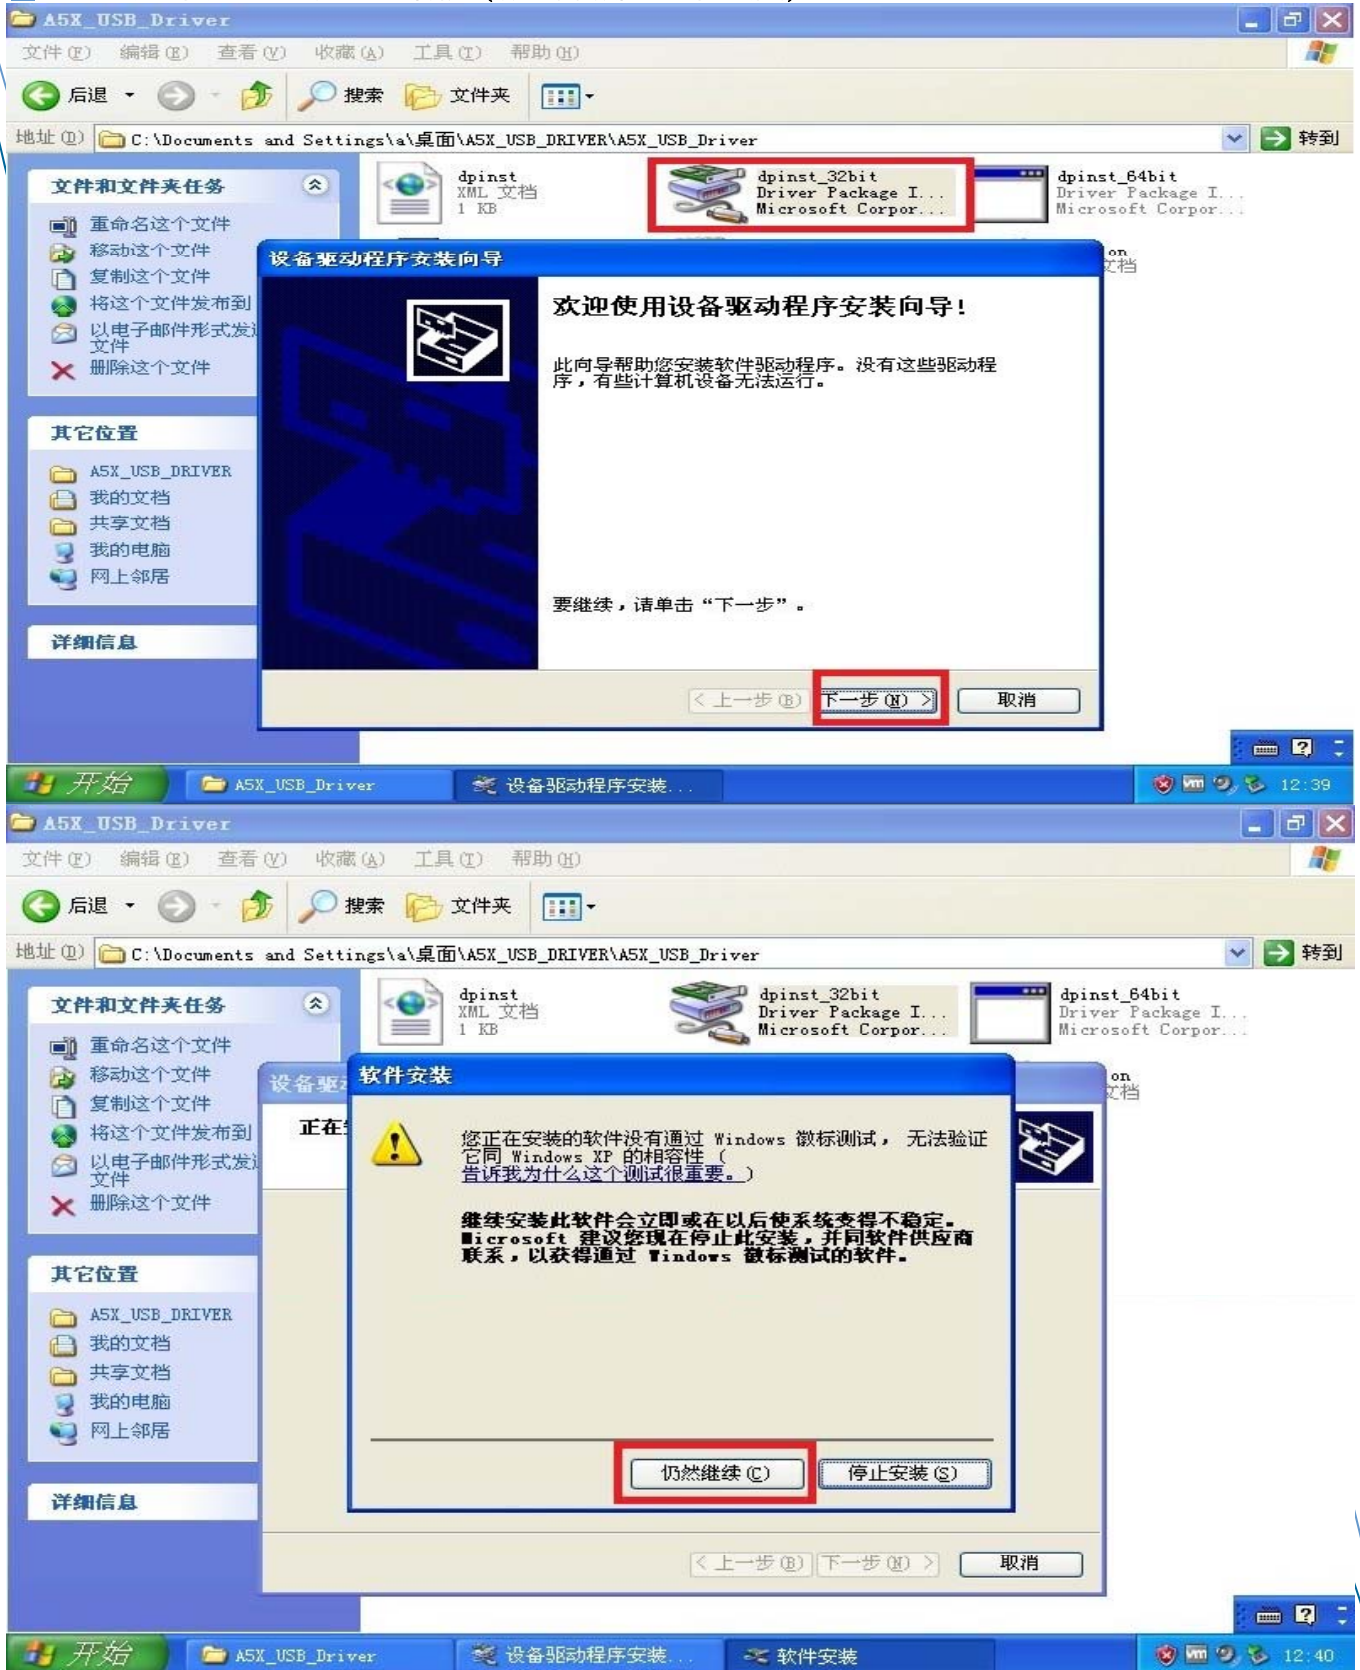 A5X_USB_Driver
文件(F) 编辑(E) 查看(V) 收藏(A) 工具(T) 帮助(H)
后退 搜索 文件夹
地址(D) C:\Documents and Settings\a\桌面\A5X_USB_DRIVER\A5X_USB_Driver 转到
文件和文件夹任务
重命名这个文件
移动这个文件
复制这个文件
将这个文件发布到
以电子邮件形式发
文件
删除这个文件
其它位置
A5X_USB_DRIVER
我的文档
共享文档
我的电脑
网上邻居
详细信息
dpinst
XML 文档
1 KB
dpinst_32bit
Driver Package I...
Microsoft Corpor...
dpinst_64bit
Driver Package I...
Microsoft Corpor...
on
文档
设备驱动程序安装向导
欢迎使用设备驱动程序安装向导!
此向导帮助您安装软件驱动程序。没有这些驱动程
序，有些计算机设备无法运行。
要继续，请单击“下一步”。
< 上一步(B) 下一步(N) > 取消
开始 A5X_USB_Driver 设备驱动程序安装... 12:39
A5X_USB_Driver
文件(F) 编辑(E) 查看(V) 收藏(A) 工具(T) 帮助(H)
后退 搜索 文件夹
地址(D) C:\Documents and Settings\a\桌面\A5X_USB_DRIVER\A5X_USB_Driver 转到
文件和文件夹任务
重命名这个文件
移动这个文件
复制这个文件
将这个文件发布到
以电子邮件形式发
文件
删除这个文件
其它位置
A5X_USB_DRIVER
我的文档
共享文档
我的电脑
网上邻居
详细信息
dpinst
XML 文档
1 KB
dpinst_32bit
Driver Package I...
Microsoft Corpor...
dpinst_64bit
Driver Package I...
Microsoft Corpor...
on
文档
设备驱
正在
软件安装
您正在安装的软件没有通过 Windows 徽标测试， 无法验证
它同 Windows XP 的相容性（
告诉我为什么这个测试很重要。）
继续安装此软件会立即或在以后使系统变得不稳定。
Microsoft 建议您现在停止此安装，并同软件供应商
联系，以获得通过 Windows 徽标测试的软件。
仍然继续(C) 停止安装(S)
< 上一步(B) 下一步(N) > 取消
开始 A5X_USB_Driver 设备驱动程序安装... 软件安装 12:40